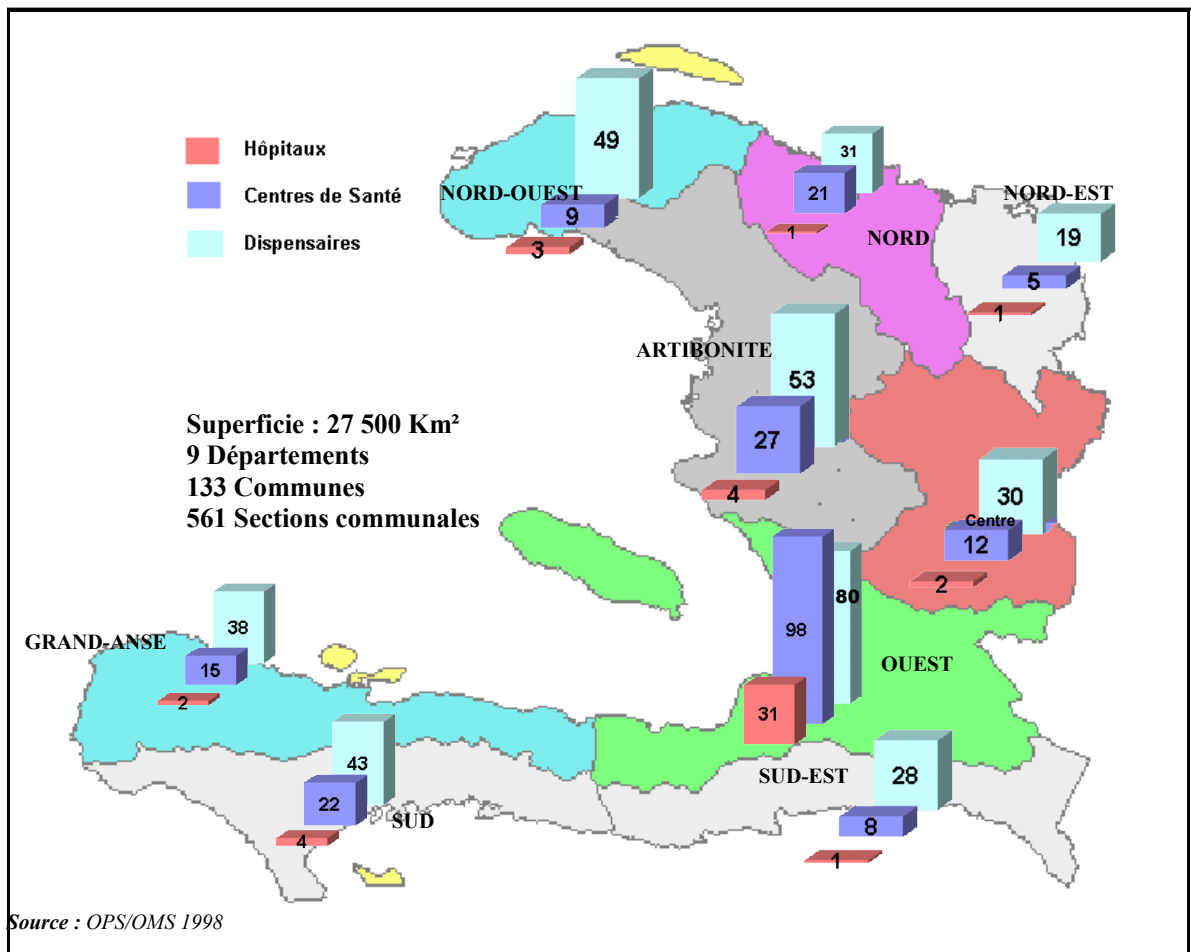 49
31
Hôpitaux
Centres de Santé
Dispensaires
NORD-OUEST
9
3
21
1
NORD
NORD-EST
19
5
1
ARTIBONITE
53
27
4
Superficie : 27 500 Km²
9 Départements
133 Communes
561 Sections communales
30
Centre
12
2
80
98
31
OUEST
GRAND-ANSE
38
15
2
43
22
4
SUD
SUD-EST
28
8
1
Source : OPS/OMS 1998